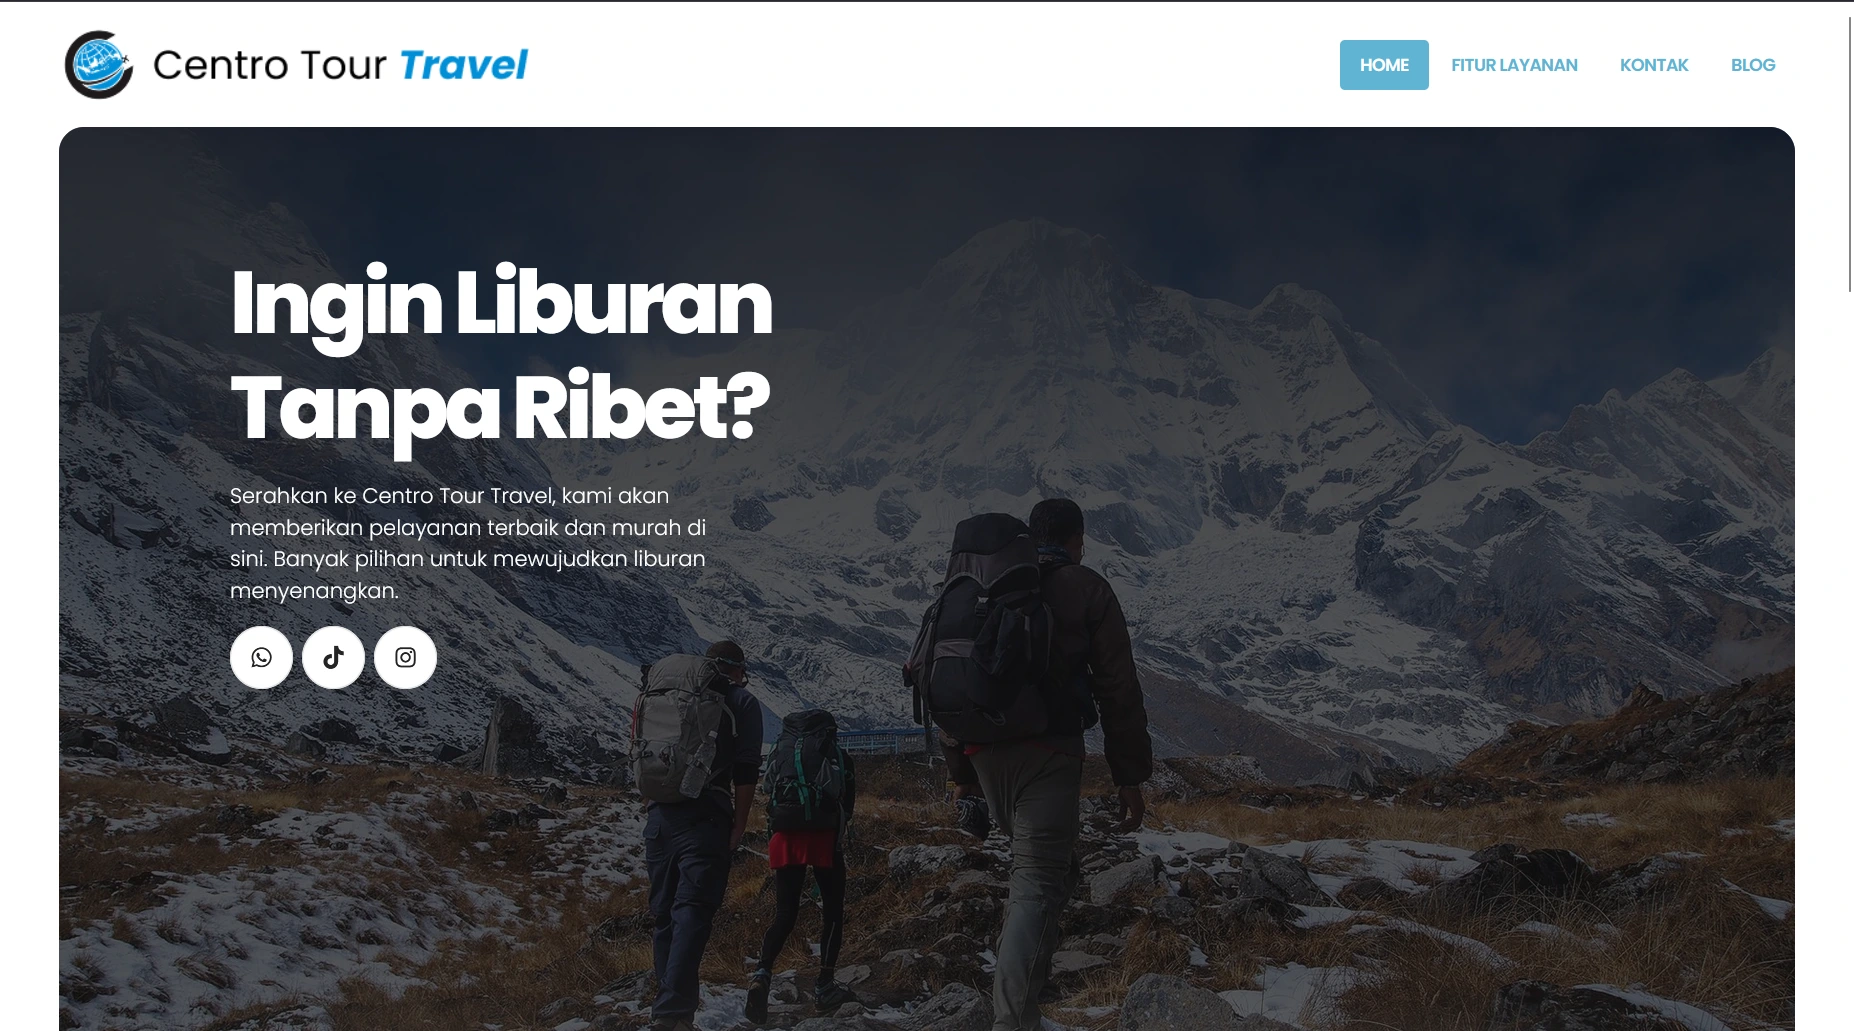 Centro Tour Travel
HOME
FITUR LAYANAN
KONTAK
BLOG
Ingin Liburan
Tanpa Ribet?
Serahkan ke Centro Tour Travel, kami akan
memberikan pelayanan terbaik dan murah di
sini. Banyak pilihan untuk mewujudkan liburan
menyenangkan.